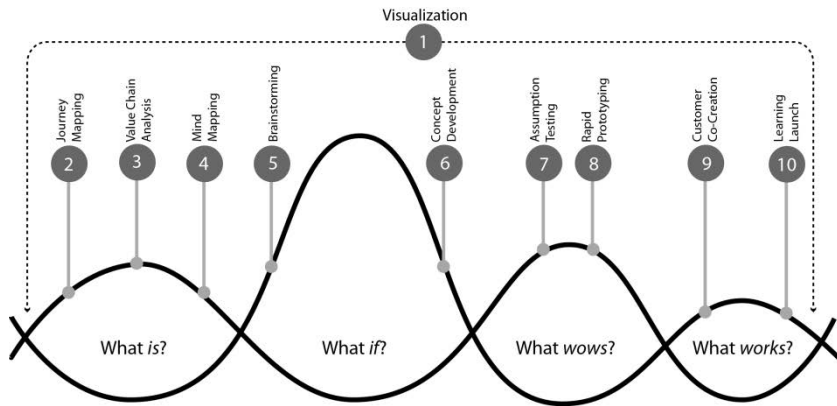 Visualization
1
Journey
Mapping
2
Value Chain
Analysis
3
Mind
Mapping
4
Brainstorming
5
Concept
Development
6
Assumption
Testing
7
Rapid
Prototyping
8
Customer
Co-Creation
9
Learning
Launch
10
What is?
What if?
What wows?
What works?